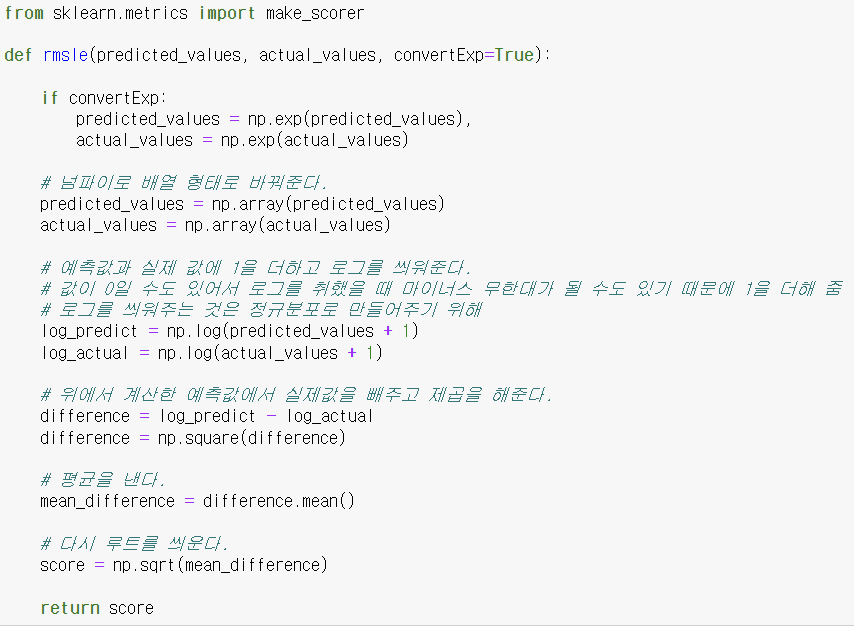 from sklearn.metrics import make_scorer
def rmsle(predicted_values, actual_values, convertExp=True):
if convertExp:
predicted_values = np.exp(predicted_values),
actual_values = np.exp(actual_values)
# 넘파이로 배열 형태로 바꿔준다.
predicted_values = np.array(predicted_values)
actual_values = np.array(actual_values)
# 예측값과 실제 값에 1을 더하고 로그를 씌워준다.
# 값이 0일 수도 있어서 로그를 취했을 때 마이너스 무한대가 될 수도 있기 때문에 1을 더해 줌
# 로그를 씌워주는 것은 정규분포로 만들어주기 위해
log_predict = np.log(predicted_values + 1)
log_actual = np.log(actual_values + 1)
# 위에서 계산한 예측값에서 실제값을 빼주고 제곱을 해준다.
difference = log_predict - log_actual
difference = np.square(difference)
# 평균을 낸다.
mean_difference = difference.mean()
# 다시 루트를 씌운다.
score = np.sqrt(mean_difference)
return score